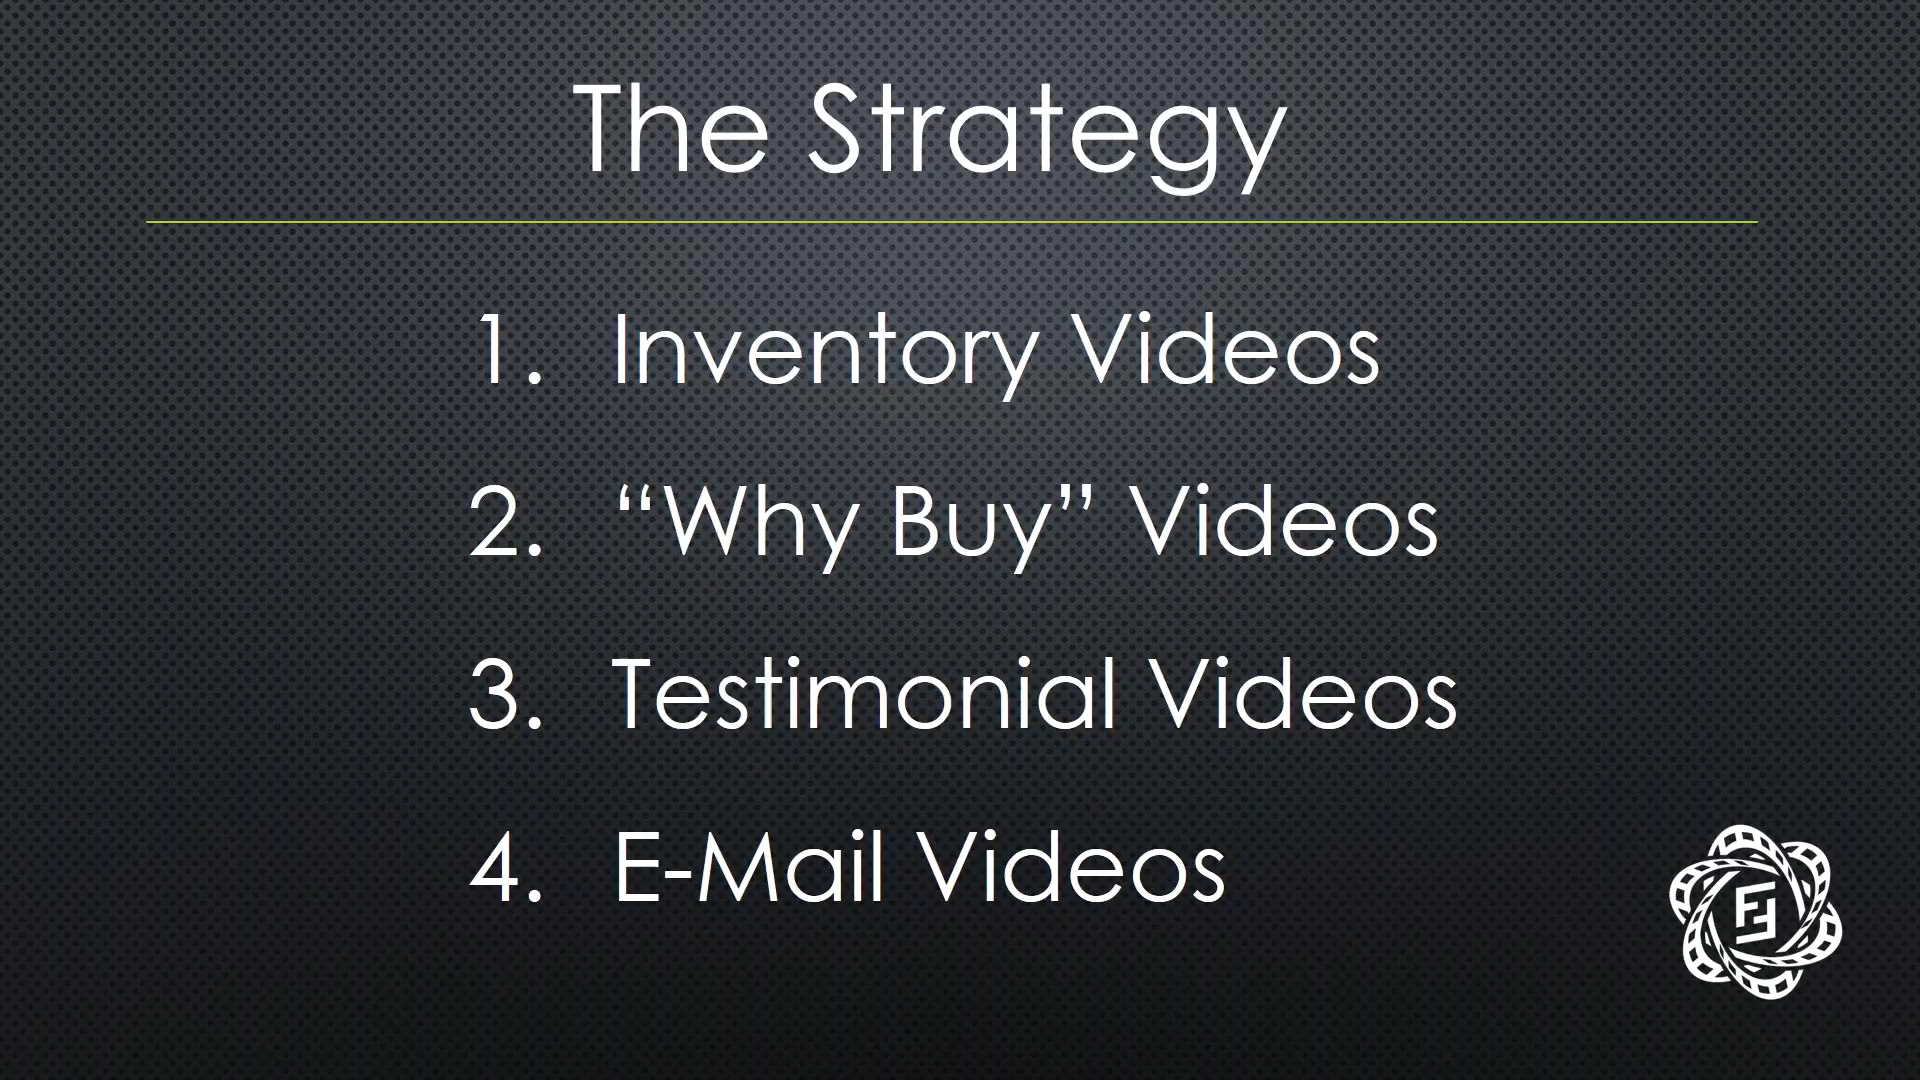 The Strategy
1. Inventory Videos
2. “Why Buy” Videos
3. Testimonial Videos
4. E-Mail Videos